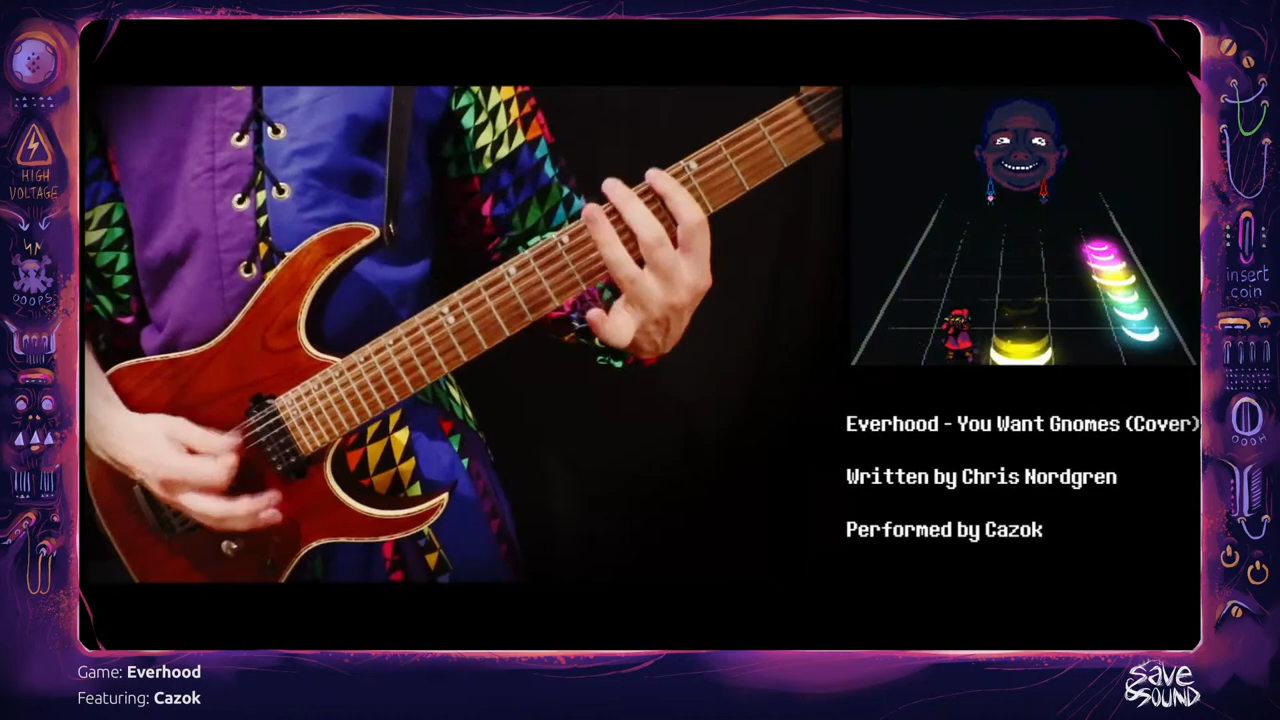 HIGH
VOLTAGE
OOOPS
insert
coin
OOOH
Everhood - You Want Gnomes (Cover)
Written by Chris Nordgren
Performed by Cazok
Game: Everhood
Featuring: Cazok
Save
& SOUND